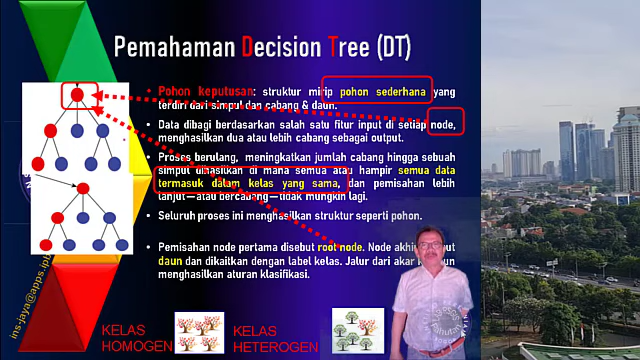 Pemahaman Decision Tree (DT)
• Pohon keputusan: struktur mirip pohon sederhana yang
terdiri dari simpul dan cabang & daun.
• Data dibagi berdasarkan salah satu fitur input di setiap node,
menghasilkan dua atau lebih cabang sebagai output.
• Proses berulang, meningkatkan jumlah cabang hingga sebuah
simpul dihasilkan di mana semua atau hampir semua data
termasuk dalam kelas yang sama, dan pemisahan lebih
lanjut—atau bercabang—tidak mungkin lagi.
• Seluruh proses ini menghasilkan struktur seperti pohon.
• Pemisahan node pertama disebut root node. Node
daun dan dikaitkan dengan label kelas. Jalur dari akar
menghasilkan aturan klasifikasi.
ins-jaya@apps.ipb
KELAS
HOMOGEN
KELAS
HETEROGEN